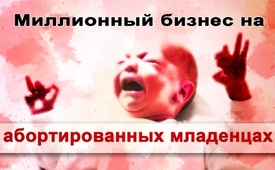 Миллионный бизнес на
абортированных младенцах